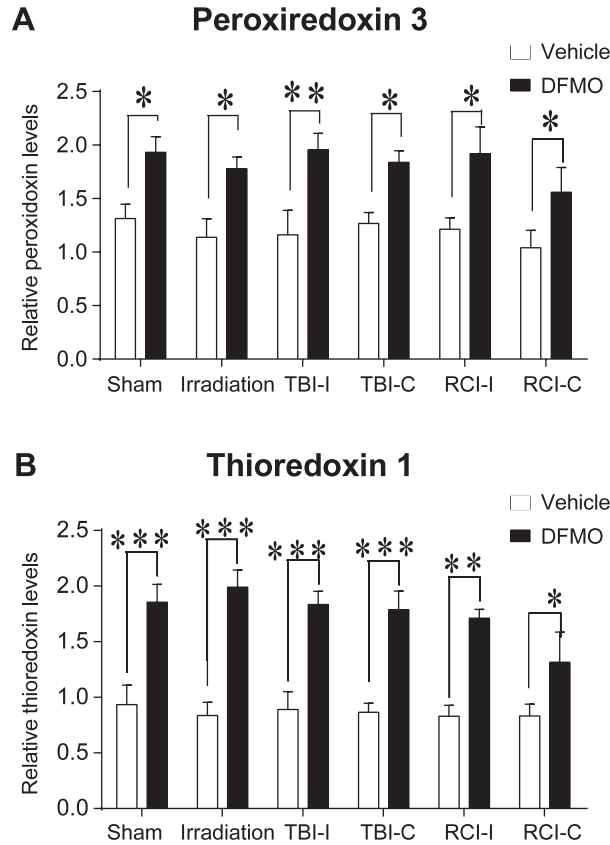 A
Peroxiredoxin 3
Vehicle
DFMO
Relative peroxidoxin levels
2.5
2.0
1.5
1.0
0.5
0.0
* * ** * * *
Sham Irradiation TBI-I TBI-C RCI-I RCI-C
B
Thioredoxin 1
Vehicle
DFMO
Relative thioredoxin levels
2.5
2.0
1.5
1.0
0.5
0.0
*** *** *** *** ** *
Sham Irradiation TBI-I TBI-C RCI-I RCI-C